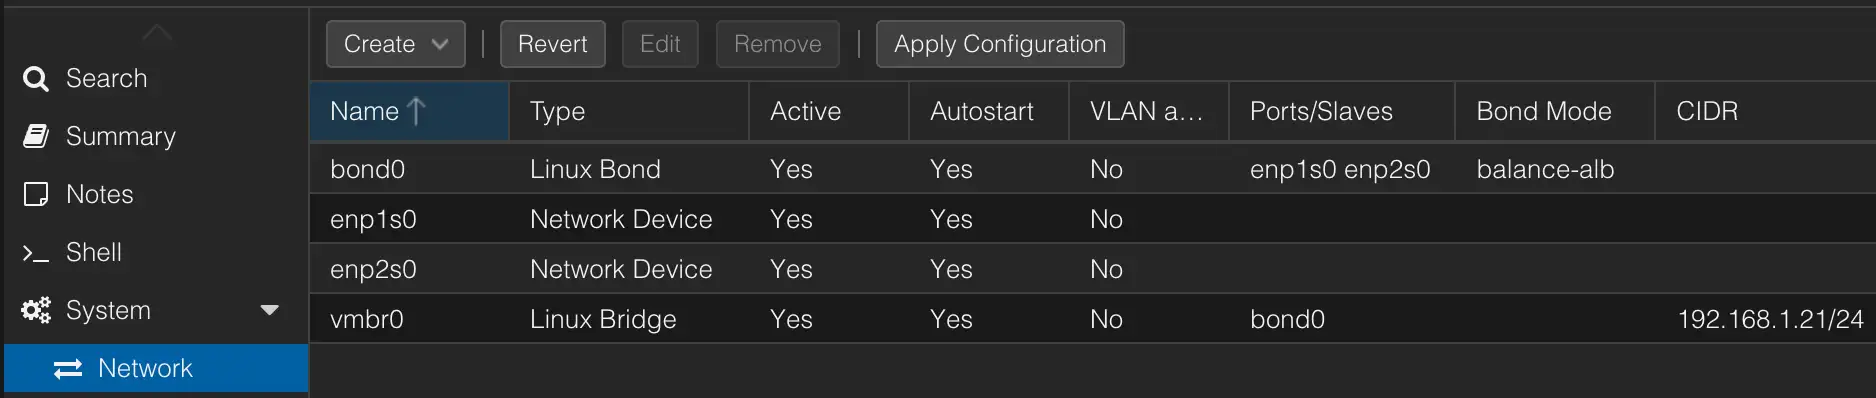 Create Revert Edit Remove Apply Configuration
Search
Summary
Notes
Shell
System
Network
Name Type Active Autostart VLAN a... Ports/Slaves Bond Mode CIDR
bond0 Linux Bond Yes Yes No enp1s0 enp2s0 balance-alb
enp1s0 Network Device Yes Yes No
enp2s0 Network Device Yes Yes No
vmbr0 Linux Bridge Yes Yes No bond0 192.168.1.21/24